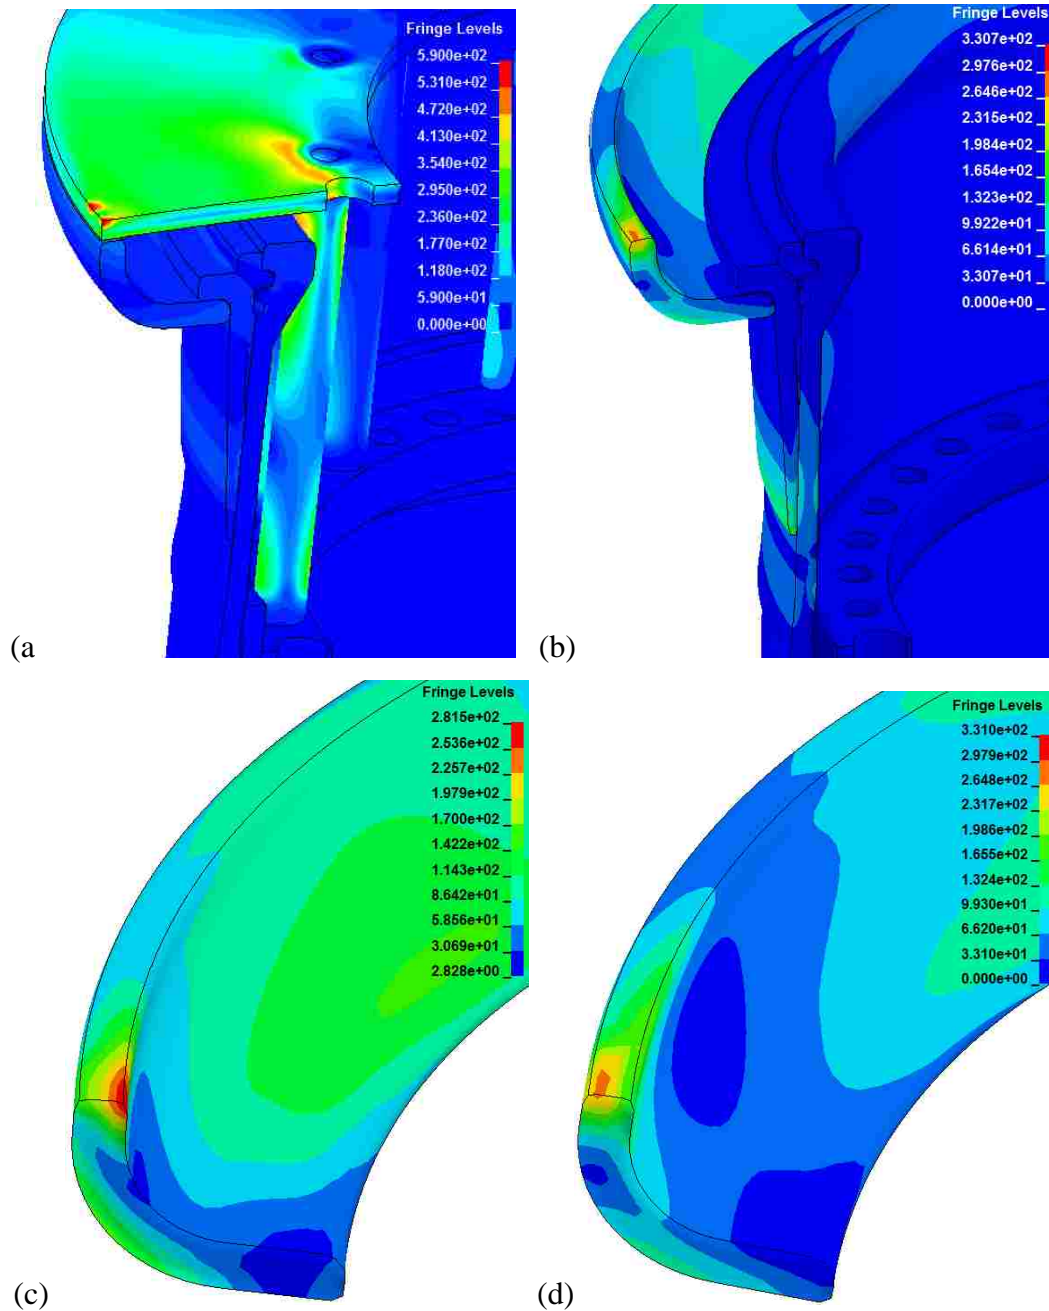 Fringe Levels
5.900e+02
5.310e+02
4.720e+02
4.130e+02
3.540e+02
2.950e+02
2.360e+02
1.770e+02
1.180e+02
5.900e+01
0.000e+00
(a
Fringe Levels
3.307e+02
2.976e+02
2.646e+02
2.315e+02
1.984e+02
1.654e+02
1.323e+02
9.922e+01
6.614e+01
3.307e+01
0.000e+00
(b)
Fringe Levels
2.815e+02
2.536e+02
2.257e+02
1.979e+02
1.700e+02
1.422e+02
1.143e+02
8.642e+01
5.856e+01
3.069e+01
2.828e+00
(c)
Fringe Levels
3.310e+02
2.979e+02
2.648e+02
2.317e+02
1.986e+02
1.655e+02
1.324e+02
9.930e+01
6.620e+01
3.310e+01
0.000e+00
(d)